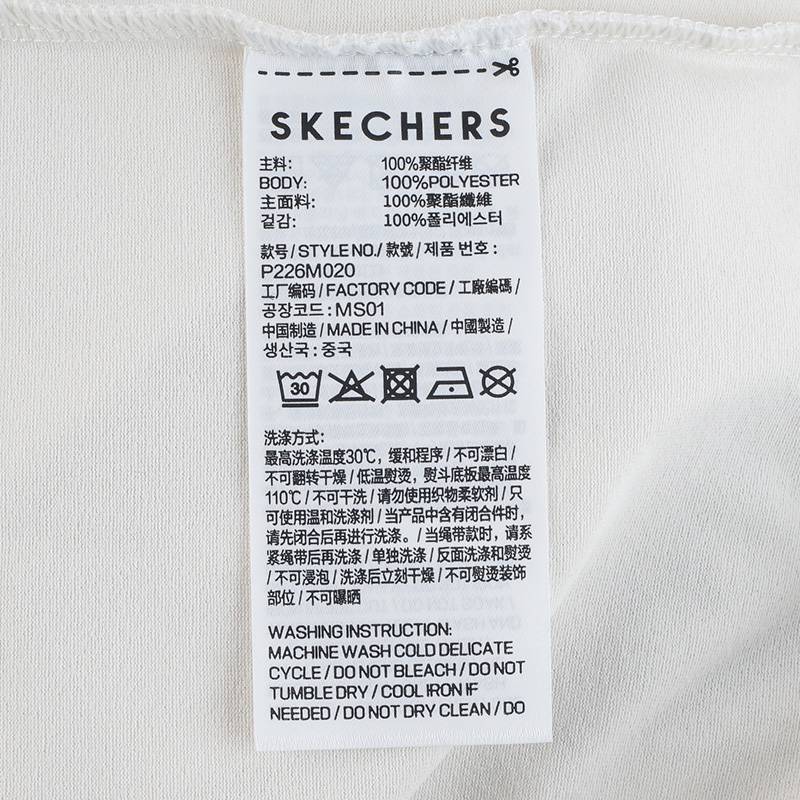 SKECHERS
主料: 100%聚酯纤维
BODY: 100%POLYESTER
主面料: 100%聚酯纖維
겉감: 100%폴리에스터
款号/STYLE NO./款號/제품 번호:
P226M020
工厂编码/FACTORY CODE/工廠編碼/
공장코드:MS01
中国制造/MADE IN CHINA/中國製造/
생산국:중국
30
洗涤方式:
最高洗涤温度30℃, 缓和程序/不可漂白/
不可翻转干燥/低温熨烫, 熨斗底板最高温度
110℃/不可干洗/请勿使用织物柔软剂/只
可使用温和洗涤剂/当产品中含有闭合件时,
请先闭合后再进行洗涤。/当绳带款时, 请系
紧绳带后再洗涤/单独洗涤/反面洗涤和熨烫
/不可浸泡/洗涤后立刻干燥/不可熨烫装饰
部位/不可曝晒
WASHING INSTRUCTION:
MACHINE WASH COLD DELICATE
CYCLE/DO NOT BLEACH/DO NOT
TUMBLE DRY/COOL IRON IF
NEEDED/DO NOT DRY CLEAN/DO